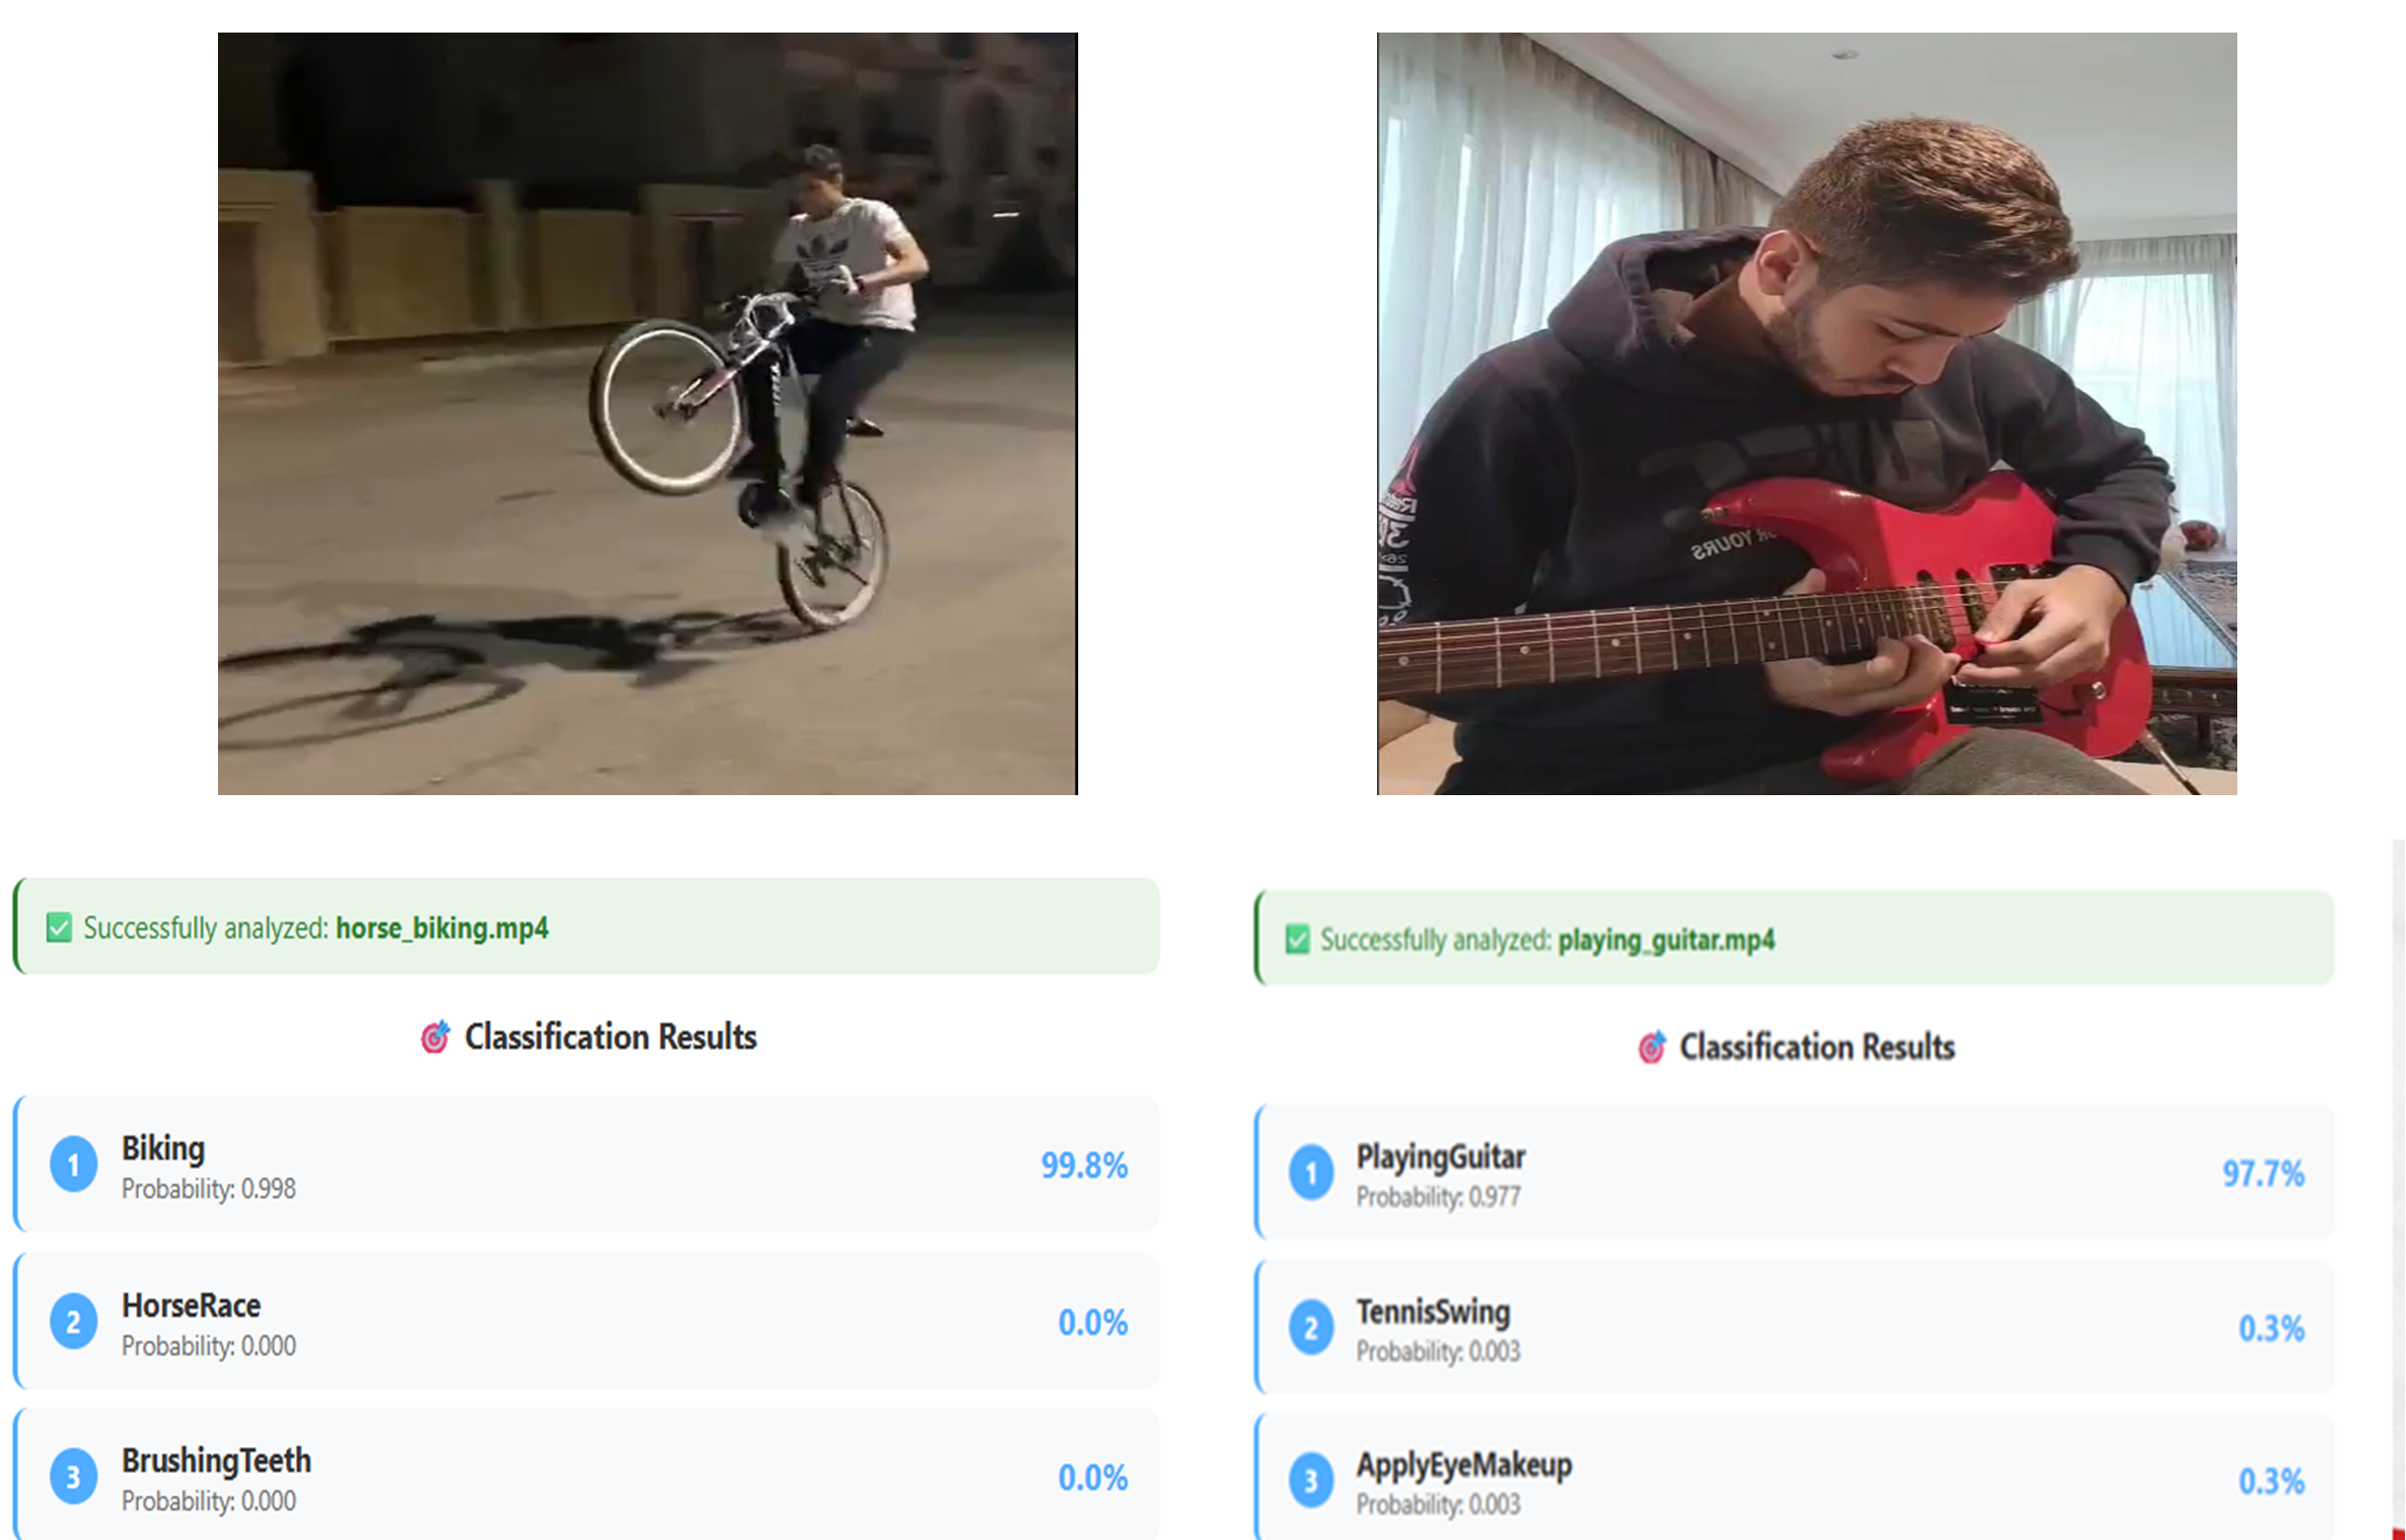 OR YOURS
✅ Successfully analyzed: horse_biking.mp4
🎯 Classification Results
1 Biking 99.8%
Probability: 0.998
2 HorseRace 0.0%
Probability: 0.000
3 BrushingTeeth 0.0%
Probability: 0.000
✅ Successfully analyzed: playing_guitar.mp4
🎯 Classification Results
1 PlayingGuitar 97.7%
Probability: 0.977
2 TennisSwing 0.3%
Probability: 0.003
3 ApplyEyeMakeup 0.3%
Probability: 0.003